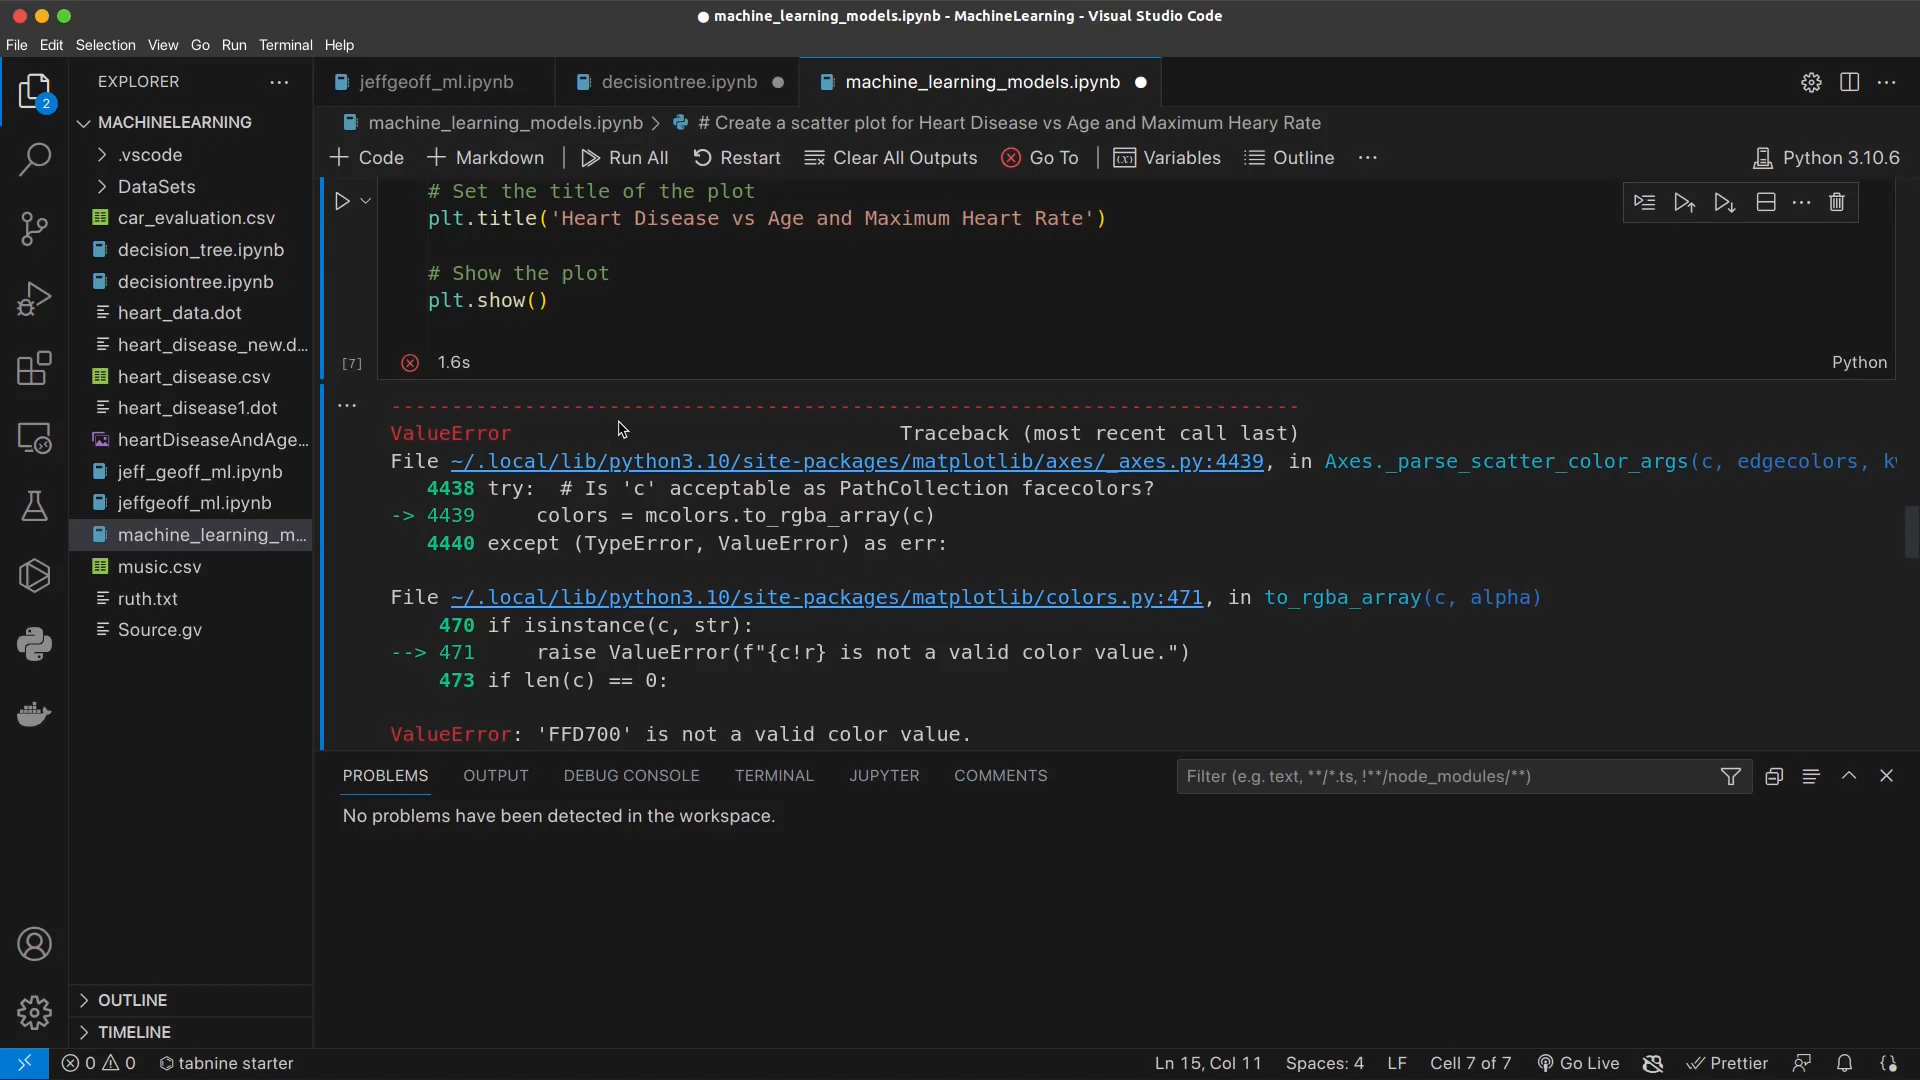 machine_learning_models.ipynb - MachineLearning - Visual Studio Code
File Edit Selection View Go Run Terminal Help
2
EXPLORER
MACHINELEARNING
.vscode
DataSets
car_evaluation.csv
decision_tree.ipynb
decisiontree.ipynb
heart_data.dot
heart_disease_new.d...
heart_disease.csv
heart_disease1.dot
heartDiseaseAndAge...
jeff_geoff_ml.ipynb
jeffgeoff_ml.ipynb
machine_learning_m...
music.csv
ruth.txt
Source.gv
OUTLINE
TIMELINE
jeffgeoff_ml.ipynb decisiontree.ipynb machine_learning_models.ipynb
machine_learning_models.ipynb > # Create a scatter plot for Heart Disease vs Age and Maximum Heary Rate
+ Code + Markdown | Run All Restart Clear All Outputs Go To | Variables Outline ... Python 3.10.6
# Set the title of the plot
plt.title('Heart Disease vs Age and Maximum Heart Rate')
# Show the plot
plt.show()
[7] 1.6s Python
---------------------------------------------------------------------------
ValueError Traceback (most recent call last)
File ~/.local/lib/python3.10/site-packages/matplotlib/axes/_axes.py:4439, in Axes._parse_scatter_color_args(c, edgecolors, kw
4438 try: # Is 'c' acceptable as PathCollection facecolors?
-> 4439 colors = mcolors.to_rgba_array(c)
4440 except (TypeError, ValueError) as err:
File ~/.local/lib/python3.10/site-packages/matplotlib/colors.py:471, in to_rgba_array(c, alpha)
470 if isinstance(c, str):
--> 471 raise ValueError(f"{c!r} is not a valid color value.")
473 if len(c) == 0:
ValueError: 'FFD700' is not a valid color value.
PROBLEMS OUTPUT DEBUG CONSOLE TERMINAL JUPYTER COMMENTS Filter (e.g. text, **/*.ts, !**/node_modules/**)
No problems have been detected in the workspace.
0 0 tabnine starter Ln 15, Col 11 Spaces: 4 LF Cell 7 of 7 Go Live Prettier